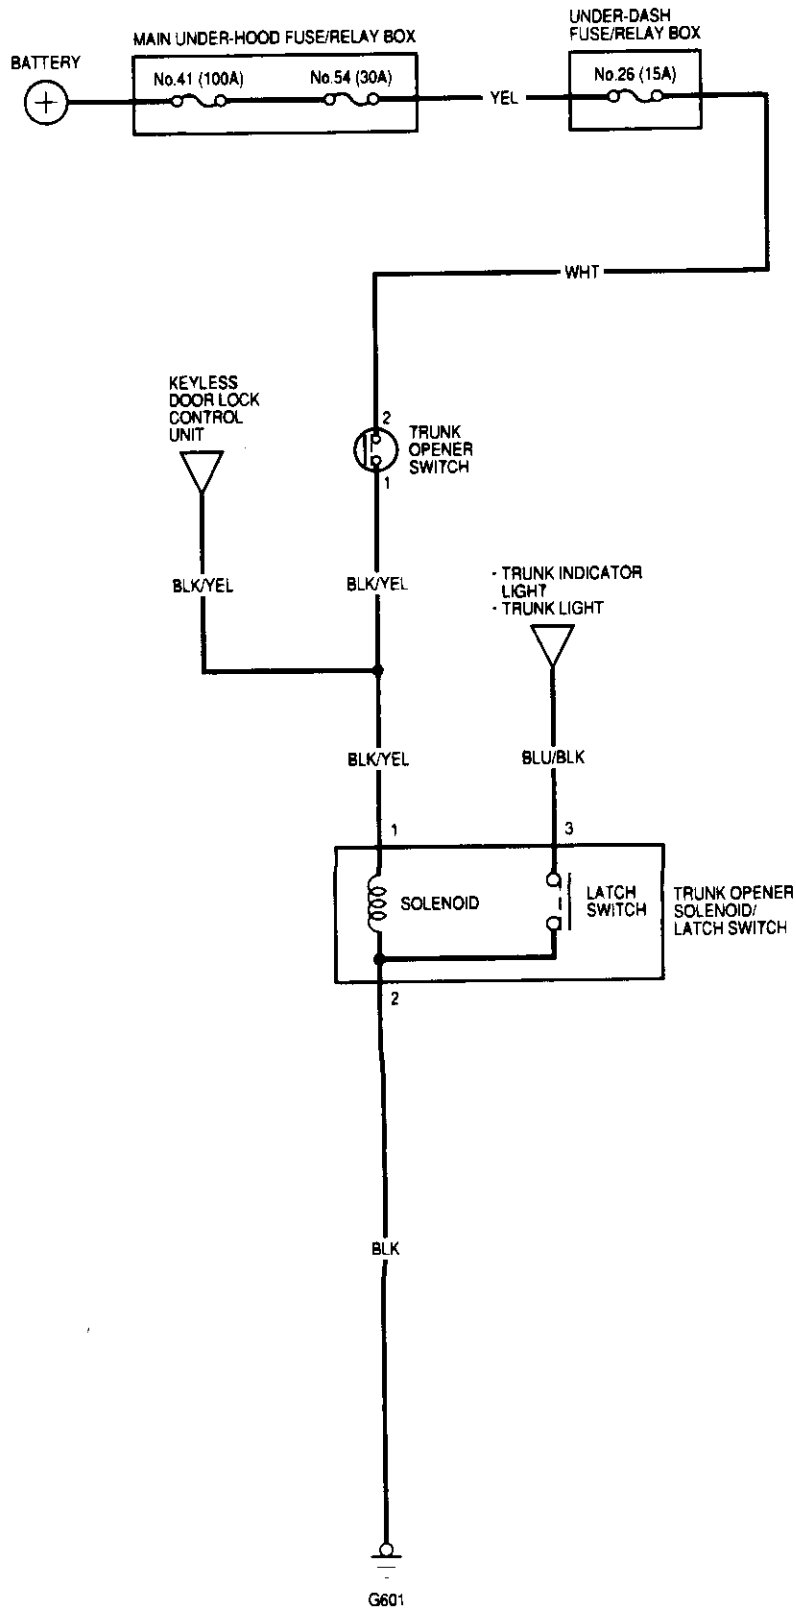 MAIN UNDER-HOOD FUSE/RELAY BOX
UNDER-DASH
FUSE/RELAY BOX
BATTERY
No.41 (100A)
No.54 (30A)
No.26 (15A)
+
YEL
WHT
KEYLESS
DOOR LOCK
CONTROL
UNIT
2
TRUNK
OPENER
SWITCH
1
BLK/YEL
BLK/YEL
- TRUNK INDICATOR
LIGHT
- TRUNK LIGHT
BLK/YEL
BLU/BLK
1
3
SOLENOID
LATCH
SWITCH
TRUNK OPENER
SOLENOID/
LATCH SWITCH
2
BLK
G601